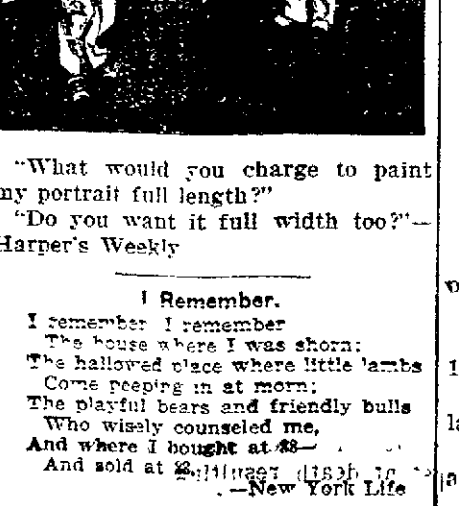 "What would you charge to paint
my portrait full length?"
"Do you want it full width too?"—
Harper's Weekly
I Remember.
I remember I remember
The house where I was shorn;
The hallowed place where little lambs
Come peeping in at morn;
The playful bears and friendly bulls
Who wisely counseled me,
And where I bought at 88—
And sold at
—New York Life